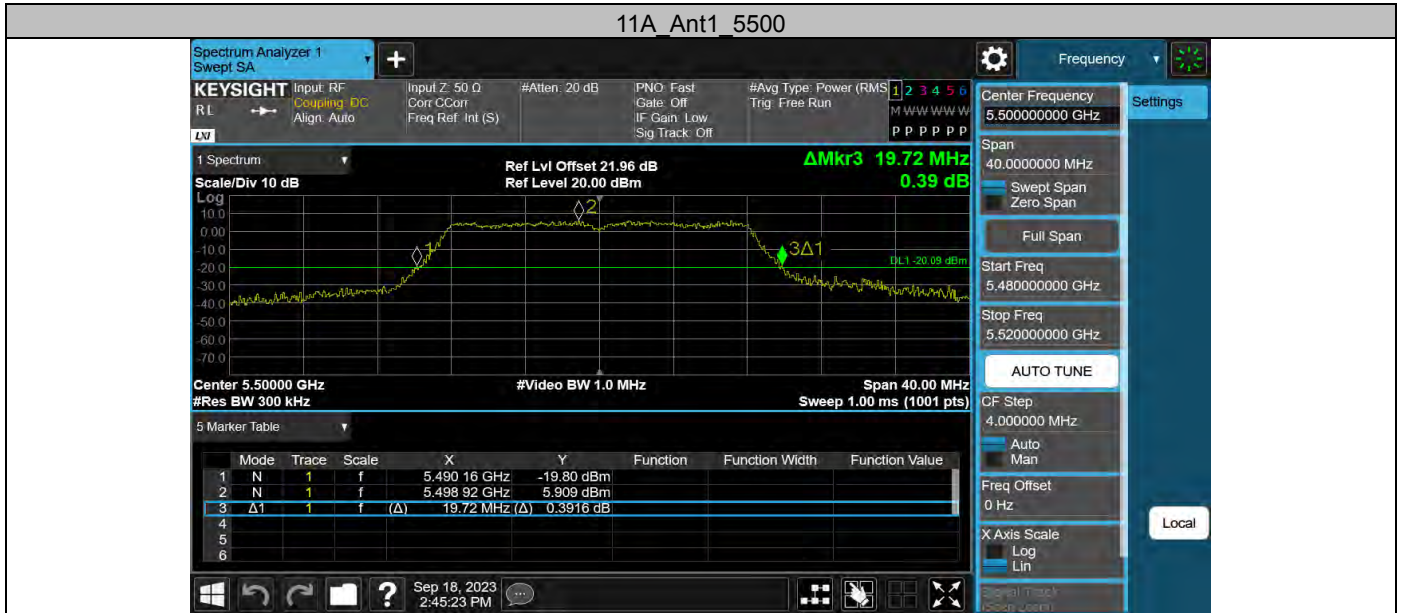 11A_Ant1_5500
Spectrum Analyzer 1
Swept SA
Frequency
KEYSIGHT
RL
LXI
Input: RF
Coupling: DC
Align: Auto
Input Z: 50 Ω
Corr CCorr
Freq Ref: Int (S)
#Atten: 20 dB
PNO: Fast
Gate: Off
IF Gain: Low
Sig Track: Off
#Avg Type: Power (RMS
Trig: Free Run
1 2 3 4 5 6
M W W W W W
P P P P P P
1 Spectrum
Scale/Div 10 dB
Ref Lvl Offset 21.96 dB
Ref Level 20.00 dBm
ΔMkr3 19.72 MHz
0.39 dB
Log
10.0
0.00
-10.0
-20.0
-30.0
-40.0
-50.0
-60.0
-70.0
1
2
3Δ1
DL1 -20.09 dBm
Center 5.50000 GHz
#Res BW 300 kHz
#Video BW 1.0 MHz
Span 40.00 MHz
Sweep 1.00 ms (1001 pts)
5 Marker Table
Mode Trace Scale X Y Function Function Width Function Value
1 N 1 f 5.490 16 GHz -19.80 dBm
2 N 1 f 5.498 92 GHz 5.909 dBm
3 Δ1 1 f (Δ) 19.72 MHz (Δ) 0.3916 dB
4
5
6
Sep 18, 2023
2:45:23 PM
Center Frequency
5.500000000 GHz
Settings
Span
40.0000000 MHz
Swept Span
Zero Span
Full Span
Start Freq
5.480000000 GHz
Stop Freq
5.520000000 GHz
AUTO TUNE
CF Step
4.000000 MHz
Auto
Man
Freq Offset
0 Hz
X Axis Scale
Log
Lin
Local
Signal Track
(Span Zoom)